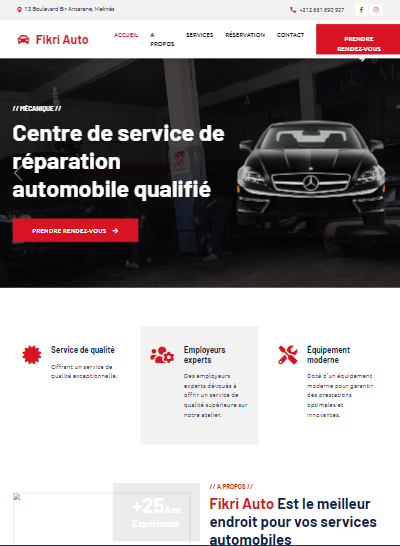 13 Boulevard Bir Anzarane, Meknès
+212 661 690 927
Fikri Auto
ACCUEIL
A PROPOS
SERVICES
RÉSERVATION
CONTACT
PRENDRE
RENDEZ-VOUS
// MÉCANIQUE //
Centre de service de
réparation
automobile qualifié
PRENDRE RENDEZ-VOUS
Service de qualité
Offrant un service de
qualité exceptionnelle.
Employeurs
experts
Des employeurs
experts dévoués à
offrir un service de
qualité supérieure sur
notre atelier.
Équipement
moderne
Doté d'un équipement
moderne pour garantir
des prestations
optimales et
innovantes.
+25 Ans
Expérience
// A PROPOS //
Fikri Auto Est le meilleur
endroit pour vos services
automobiles